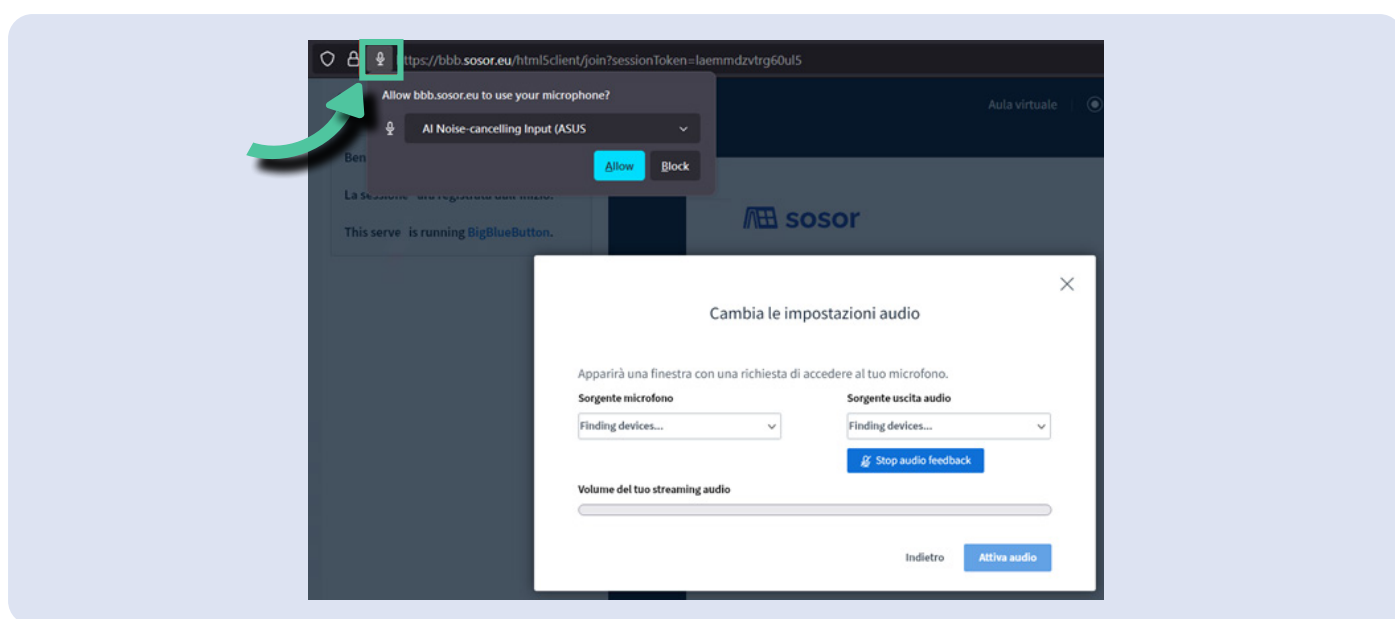 ttps://bbb.sosor.eu/html5client/join?sessionToken=laemmdzvtrg60ul5
Allow bbb.sosor.eu to use your microphone?
AI Noise-cancelling Input (ASUS
Allow Block
Aula virtuale
Ben
La
This serve is running BigBlueButton.
sosor
Cambia le impostazioni audio
Apparirà una finestra con una richiesta di accedere al tuo microfono.
Sorgente microfono Sorgente uscita audio
Finding devices... Finding devices...
Stop audio feedback
Volume del tuo streaming audio
Indietro Attiva audio